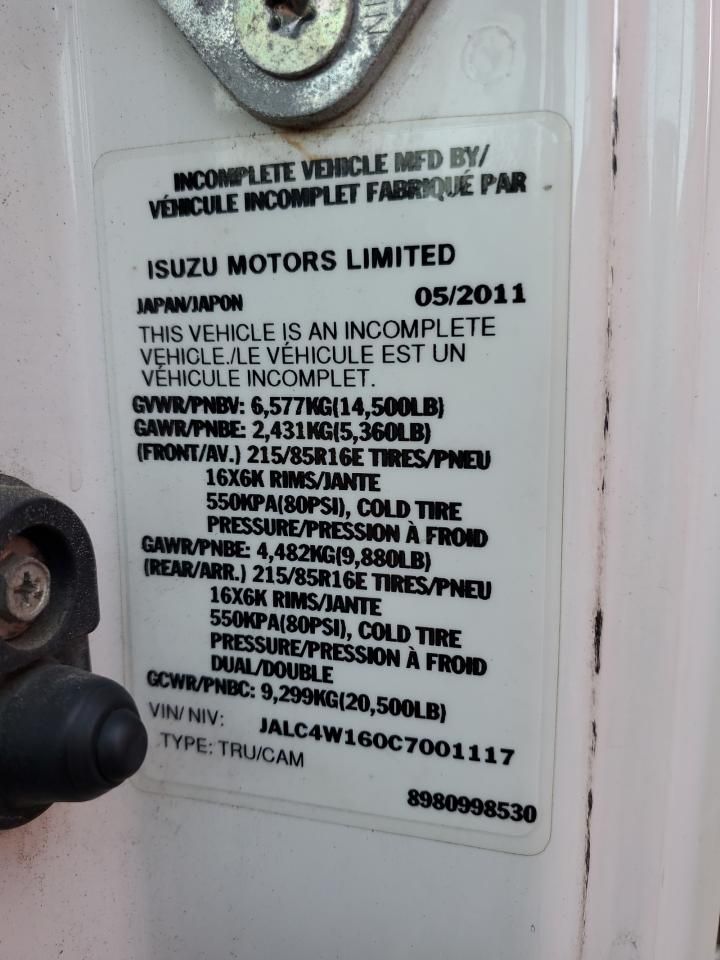 INCOMPLETE VEHICLE MFD BY/
VÉHICULE INCOMPLET FABRIQUÉ PAR
ISUZU MOTORS LIMITED
JAPAN/JAPON 05/2011
THIS VEHICLE IS AN INCOMPLETE
VEHICLE./LE VÉHICULE EST UN
VÉHICULE INCOMPLET.
GVWR/PNBV: 6,577KG(14,500LB)
GAWR/PNBE: 2,431KG(5,360LB)
(FRONT/AV.) 215/85R16E TIRES/PNEU
16X6K RIMS/JANTE
550KPA(80PSI), COLD TIRE
PRESSURE/PRESSION À FROID
GAWR/PNBE: 4,482KG(9,880LB)
(REAR/ARR.) 215/85R16E TIRES/PNEU
16X6K RIMS/JANTE
550KPA(80PSI), COLD TIRE
PRESSURE/PRESSION À FROID
DUAL/DOUBLE
GCWR/PNBC: 9,299KG(20,500LB)
VIN/NIV: JALC4W160C7001117
TYPE: TRU/CAM
8980998530